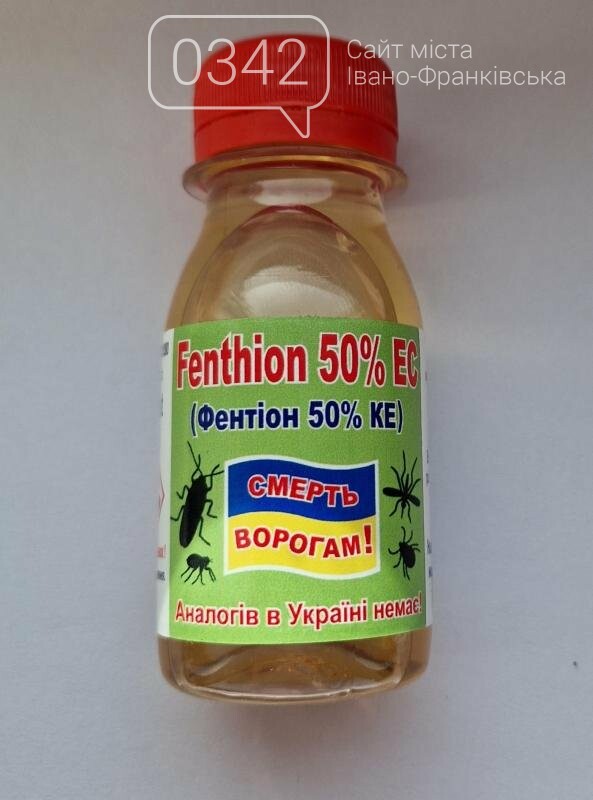 0342
Сайт міста
Івано-Франківська
Fenthion 50% EC
(Фентіон 50% КЕ)
СМЕРТЬ
ВОРОГАМ!
Аналогів в Україні немає!